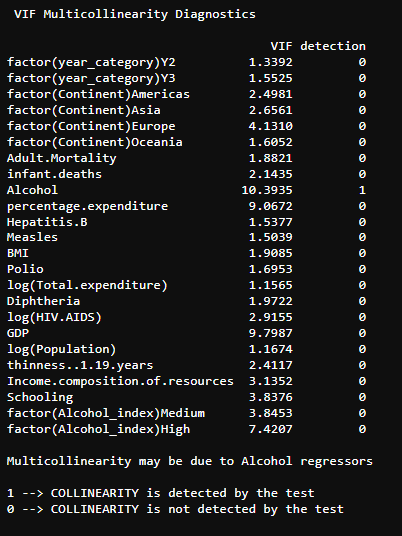 VIF Multicollinearity Diagnostics
VIF detection
factor(year_category)Y2 1.3392 0
factor(year_category)Y3 1.5525 0
factor(Continent)Americas 2.4981 0
factor(Continent)Asia 2.6561 0
factor(Continent)Europe 4.1310 0
factor(Continent)Oceania 1.6052 0
Adult.Mortality 1.8821 0
infant.deaths 2.1435 0
Alcohol 10.3935 1
percentage.expenditure 9.0672 0
Hepatitis.B 1.5377 0
Measles 1.5039 0
BMI 1.9085 0
Polio 1.6953 0
log(Total.expenditure) 1.1565 0
Diphtheria 1.9722 0
log(HIV.AIDS) 2.9155 0
GDP 9.7987 0
log(Population) 1.1674 0
thinness..1.19.years 2.4117 0
Income.composition.of.resources 3.1352 0
Schooling 3.8376 0
factor(Alcohol_index)Medium 3.8453 0
factor(Alcohol_index)High 7.4207 0
Multicollinearity may be due to Alcohol regressors
1 --> COLLINEARITY is detected by the test
0 --> COLLINEARITY is not detected by the test